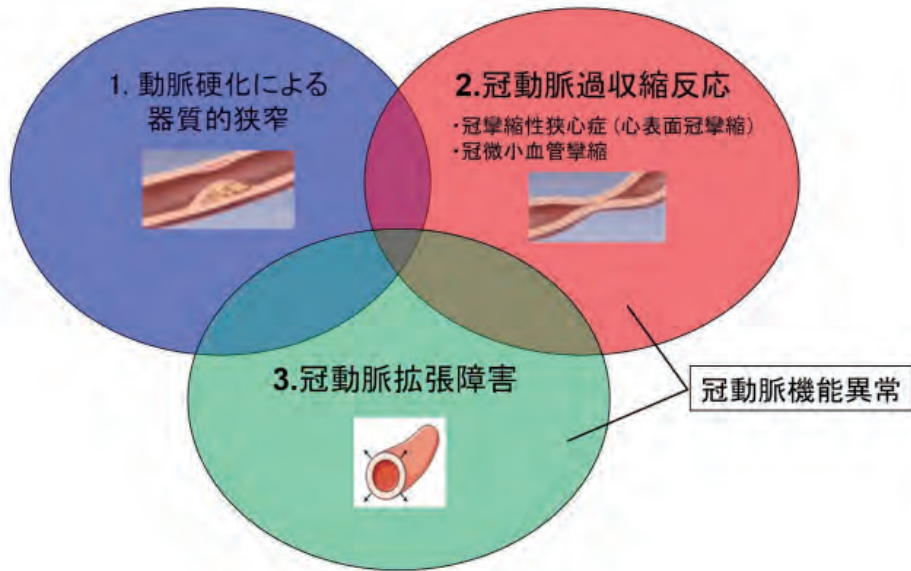 1. 動脈硬化による
器質的狭窄
2.冠動脈過収縮反応
・冠攣縮性狭心症(心表面冠攣縮)
・冠微小血管攣縮
3.冠動脈拡張障害
冠動脈機能異常